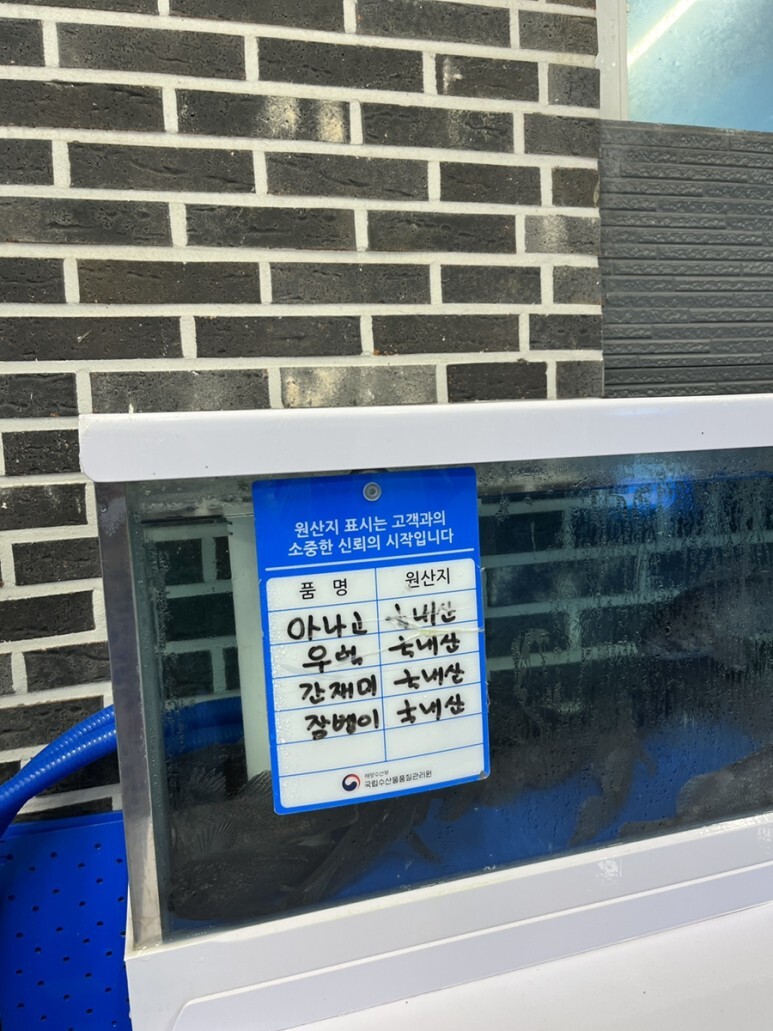 원산지 표시는 고객과의
소중한 신뢰의 시작입니다
품 명 원산지
아나고 국내산
우럭 국내산
간재미 국내산
잠벵이 국내산
해양수산부
국립수산물품질관리원